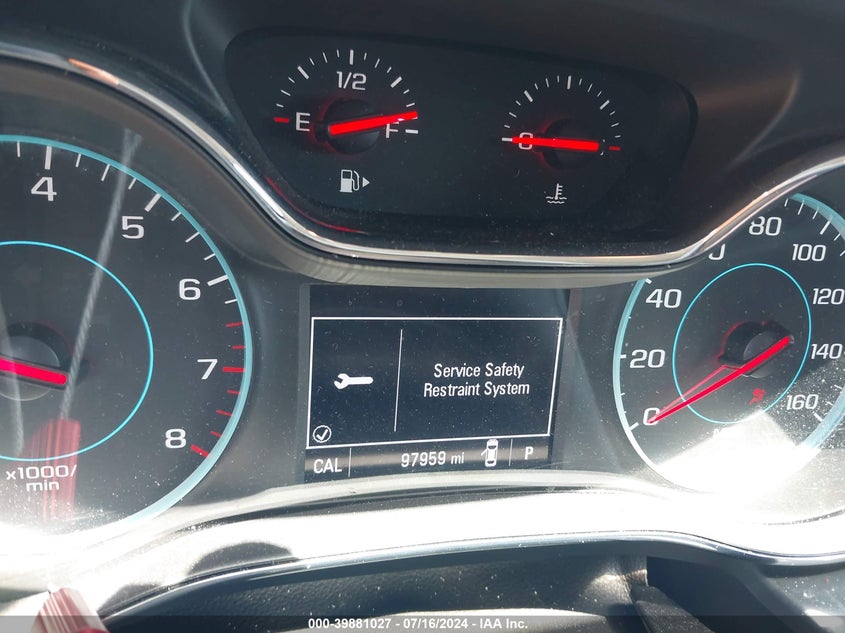 1/2
E F
C
4
5
6
7
8
x1000/
min
Service Safety
Restraint System
CAL 97959 mi P
0
20
40
80
100
120
140
160
000-39881027 - 07/16/2024 - IAA Inc.